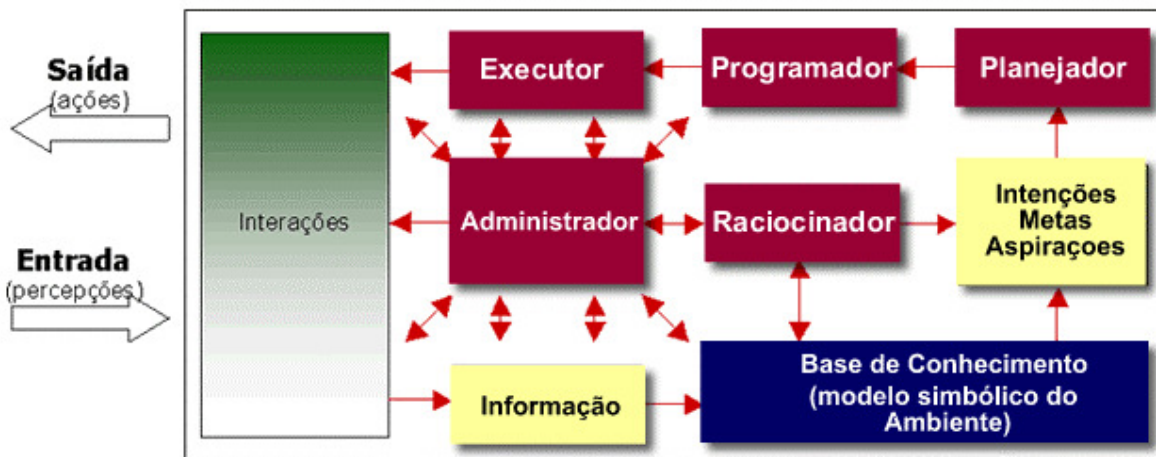 Saída
(ações)
Entrada
(percepções)
Interações
Executor
Programador
Planejador
Administrador
Raciocinador
Intenções
Metas
Aspiraçoes
Informação
Base de Conhecimento
(modelo simbólico do
Ambiente)